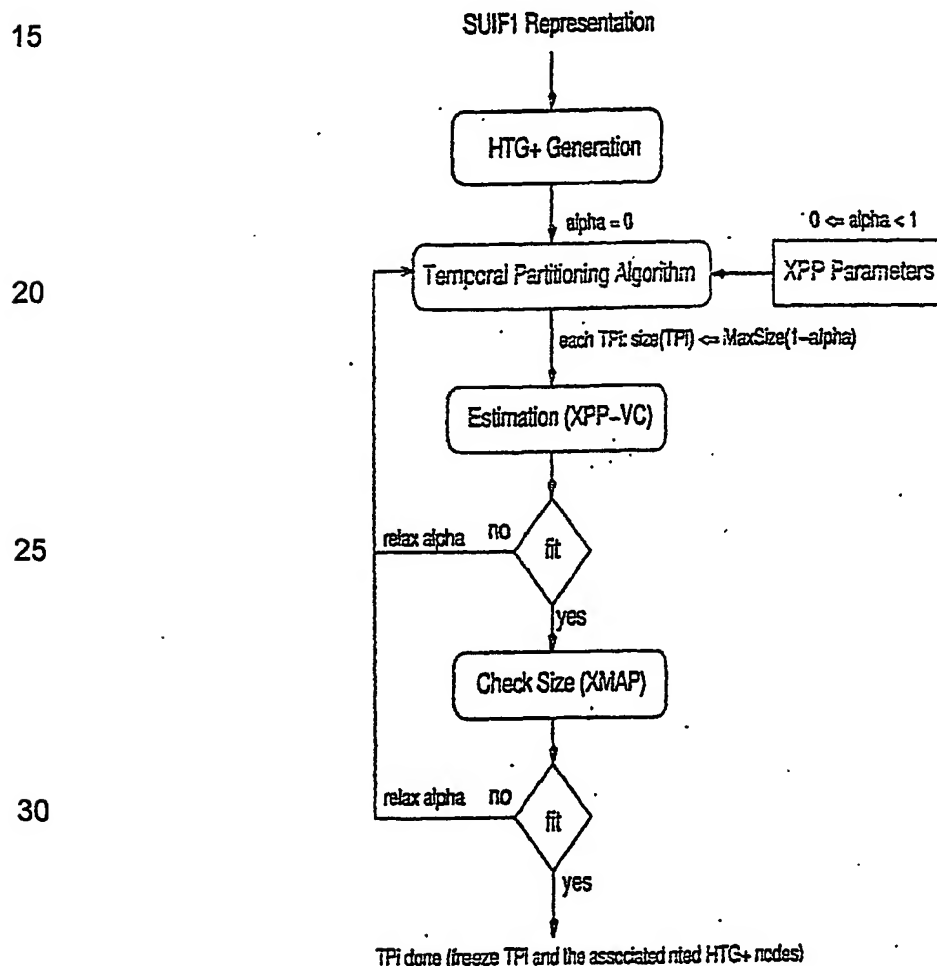 15
SUIF1 Representation
HTG+ Generation
alpha = 0
0 <= alpha < 1
20
Temporal Partitioning Algorithm
XPP Parameters
each TPi: size(TPi) <= MaxSize(1-alpha)
Estimation (XPP-VC)
25
relax alpha
no
fit
yes
Check Size (XMAP)
30
relax alpha
no
fit
yes
TPi done (freeze TPi and the associated HTG+ nodes)